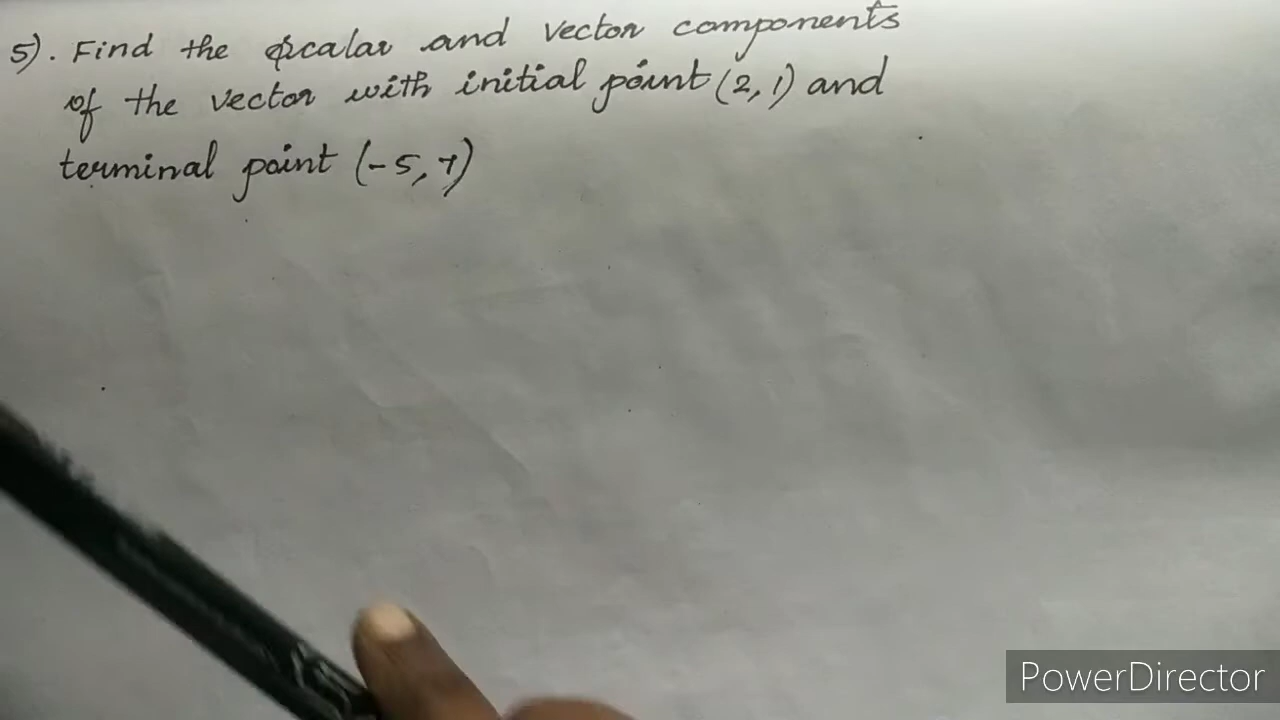 5). Find the scalar and vector components
of the vector with initial point (2, 1) and
terminal point (-5, 7)
PowerDirector